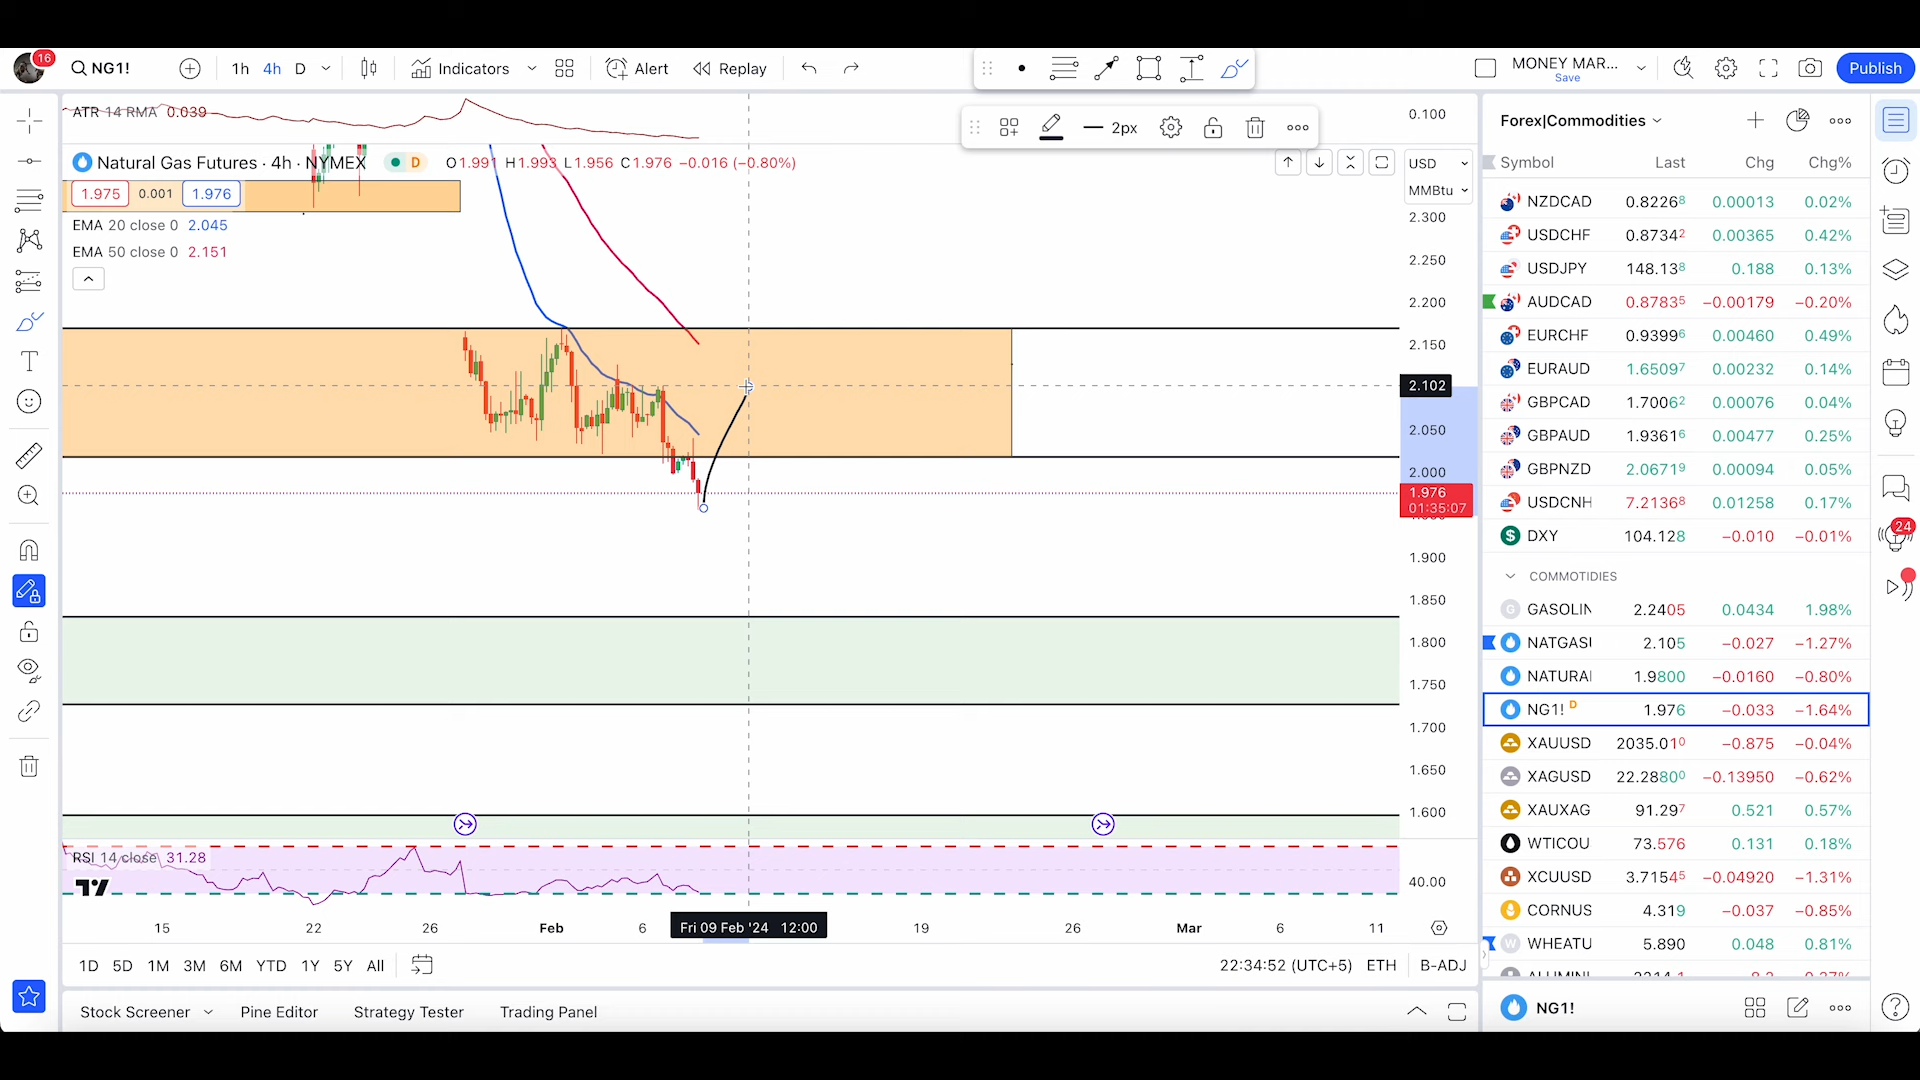 16
NG1!
1h 4h D
Indicators
Alert
Replay
MONEY MAR...
Save
Publish
ATR 14 RMA 0.039
2px
Natural Gas Futures · 4h · NYMEX D O1.991 H1.993 L1.956 C1.976 −0.016 (−0.80%)
1.975 0.001 1.976
EMA 20 close 0 2.045
EMA 50 close 0 2.151
USD
MMBtu
0.100
2.300
2.250
2.200
2.150
2.102
2.050
2.000
1.976
01:35:07
1.900
1.850
1.800
1.750
1.700
1.650
1.600
RSI 14 close 31.28
40.00
15 22 26 Feb 6 Fri 09 Feb '24 12:00 19 26 Mar 6 11
1D 5D 1M 3M 6M YTD 1Y 5Y All
22:34:52 (UTC+5) ETH B-ADJ
Stock Screener Pine Editor Strategy Tester Trading Panel
Forex|Commodities
Symbol Last Chg Chg%
NZDCAD 0.82268 0.00013 0.02%
USDCHF 0.87342 0.00365 0.42%
USDJPY 148.138 0.188 0.13%
AUDCAD 0.87835 −0.00179 −0.20%
EURCHF 0.93996 0.00460 0.49%
EURAUD 1.65097 0.00232 0.14%
GBPCAD 1.70062 0.00076 0.04%
GBPAUD 1.93616 0.00477 0.25%
GBPNZD 2.06719 0.00094 0.05%
USDCNH 7.21368 0.01258 0.17%
DXY 104.128 −0.010 −0.01%
COMMOTIDIES
GASOLIN 2.2405 0.0434 1.98%
NATGASU 2.105 −0.027 −1.27%
NATURAL 1.9800 −0.0160 −0.80%
NG1! D 1.976 −0.033 −1.64%
XAUUSD 2035.010 −0.875 −0.04%
XAGUSD 22.28800 −0.13950 −0.62%
XAUXAG 91.297 0.521 0.57%
WTICOU 73.576 0.131 0.18%
XCUUSD 3.71545 −0.04920 −1.31%
CORNUS 4.319 −0.037 −0.85%
WHEATU 5.890 0.048 0.81%
NG1!
24